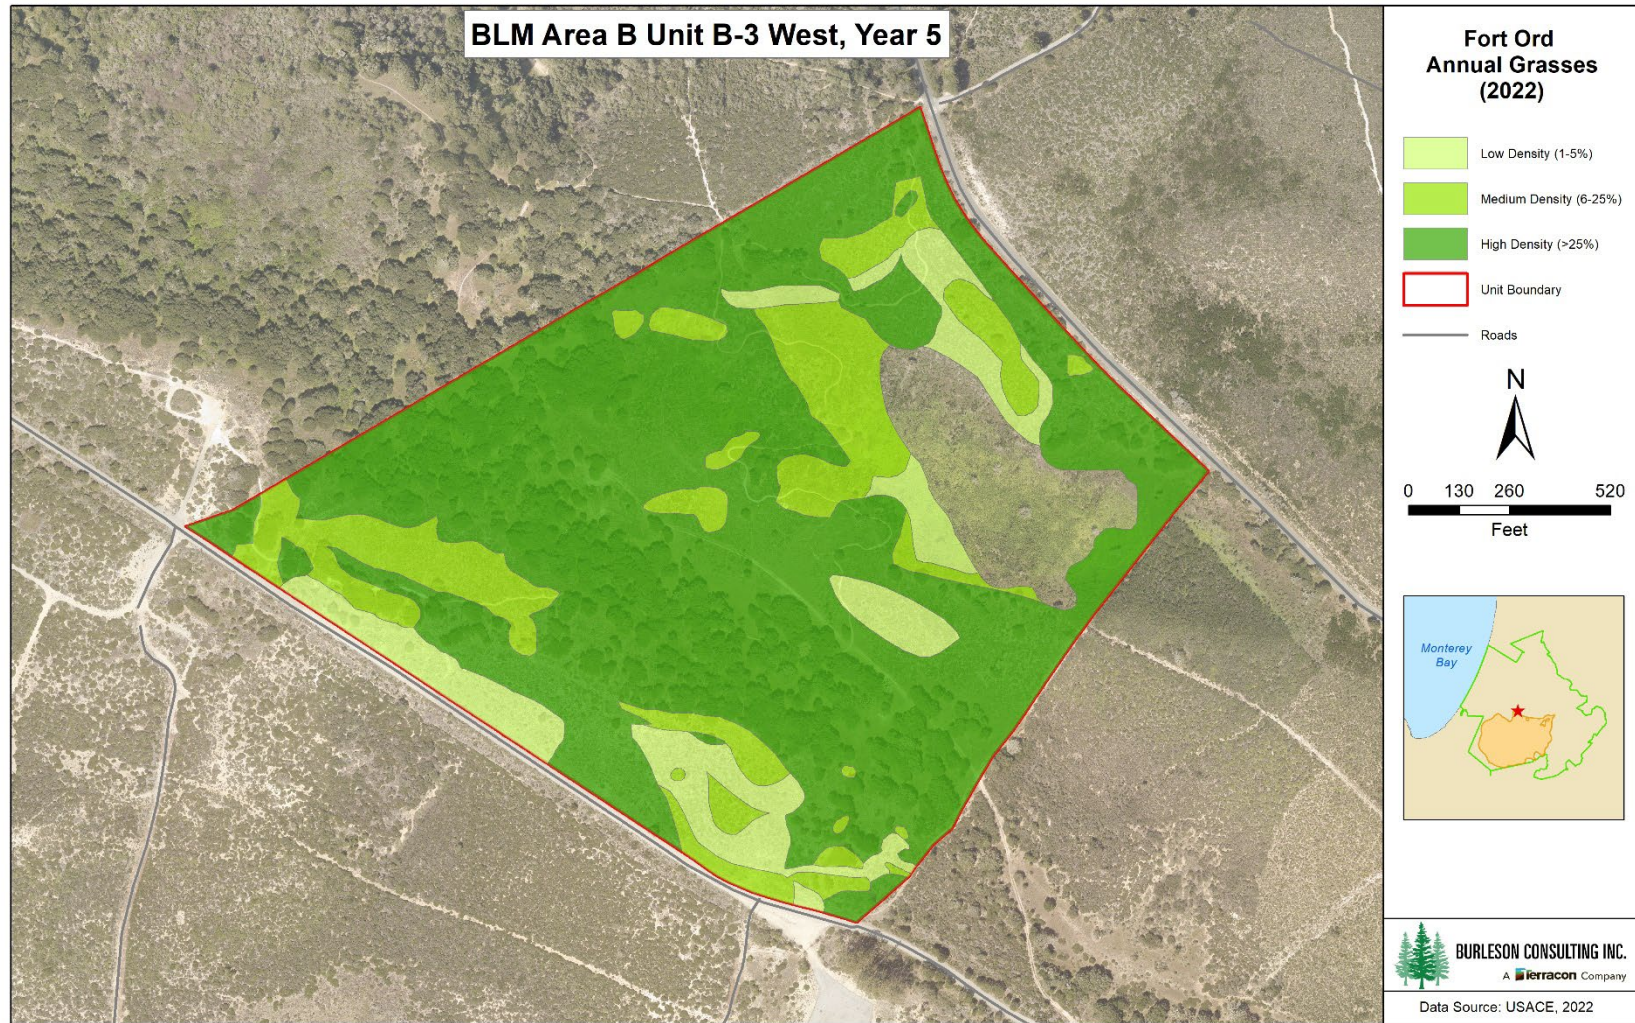 BLM Area B Unit B-3 West, Year 5
Fort Ord
Annual Grasses
(2022)
Low Density (1-5%)
Medium Density (6-25%)
High Density (>25%)
Unit Boundary
Roads
N
0 130 260 520
Feet
Monterey
Bay
BURLESON CONSULTING INC.
A Terracon Company
Data Source: USACE, 2022